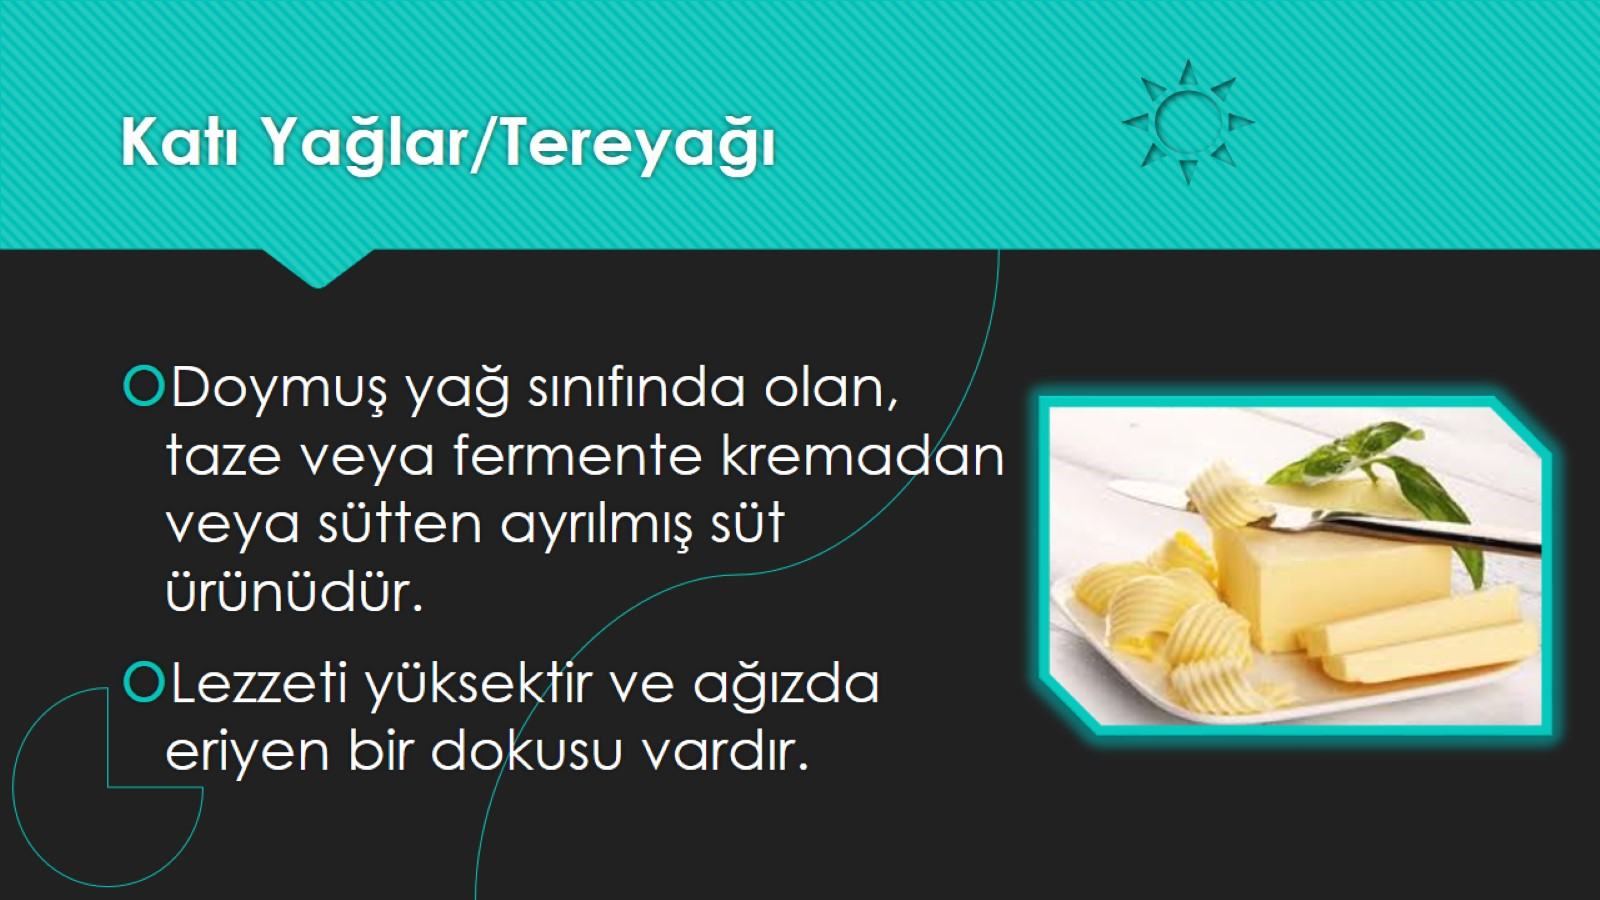 Katı Yağlar/Tereyağı
Doymuş yağ sınıfında olan,
taze veya fermente kremadan
veya sütten ayrılmış süt
ürünüdür.
Lezzeti yüksektir ve ağızda
eriyen bir dokusu vardır.